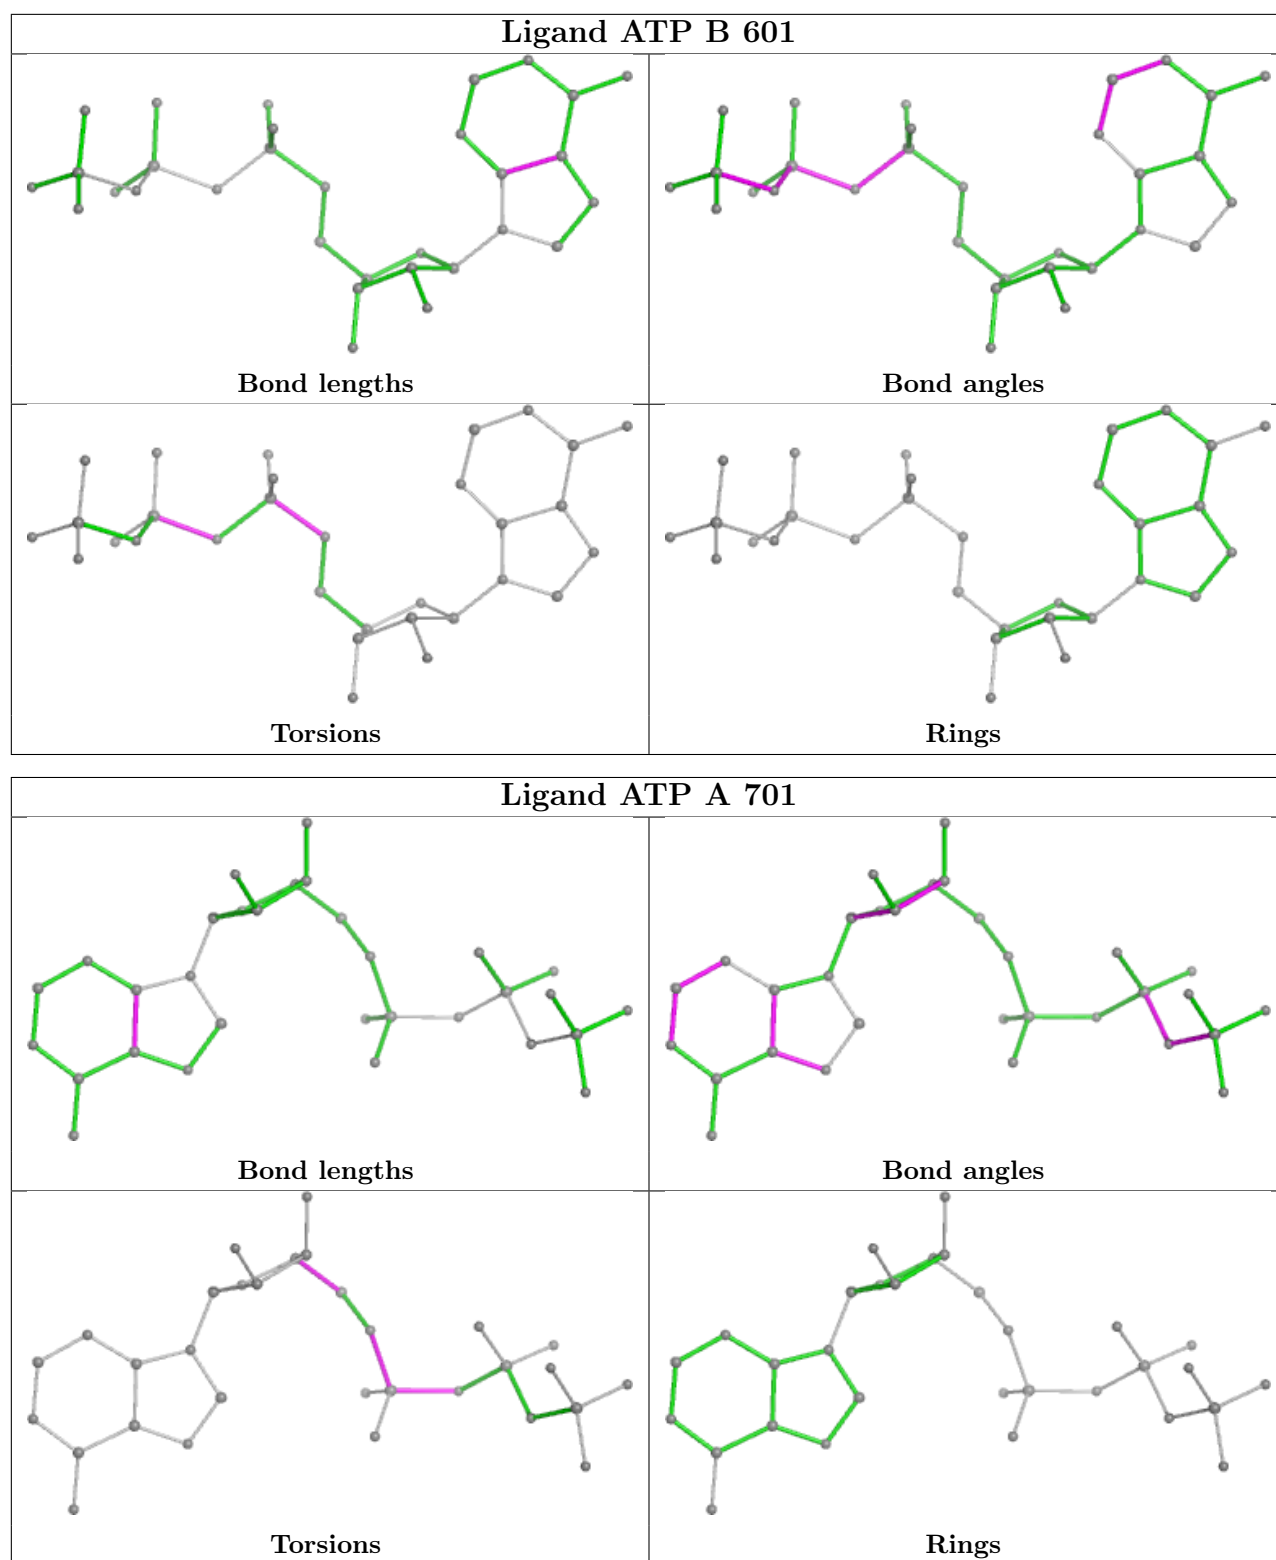 Ligand ATP B 601
Bond lengths
Bond angles
Torsions
Rings
Ligand ATP A 701
Bond lengths
Bond angles
Torsions
Rings